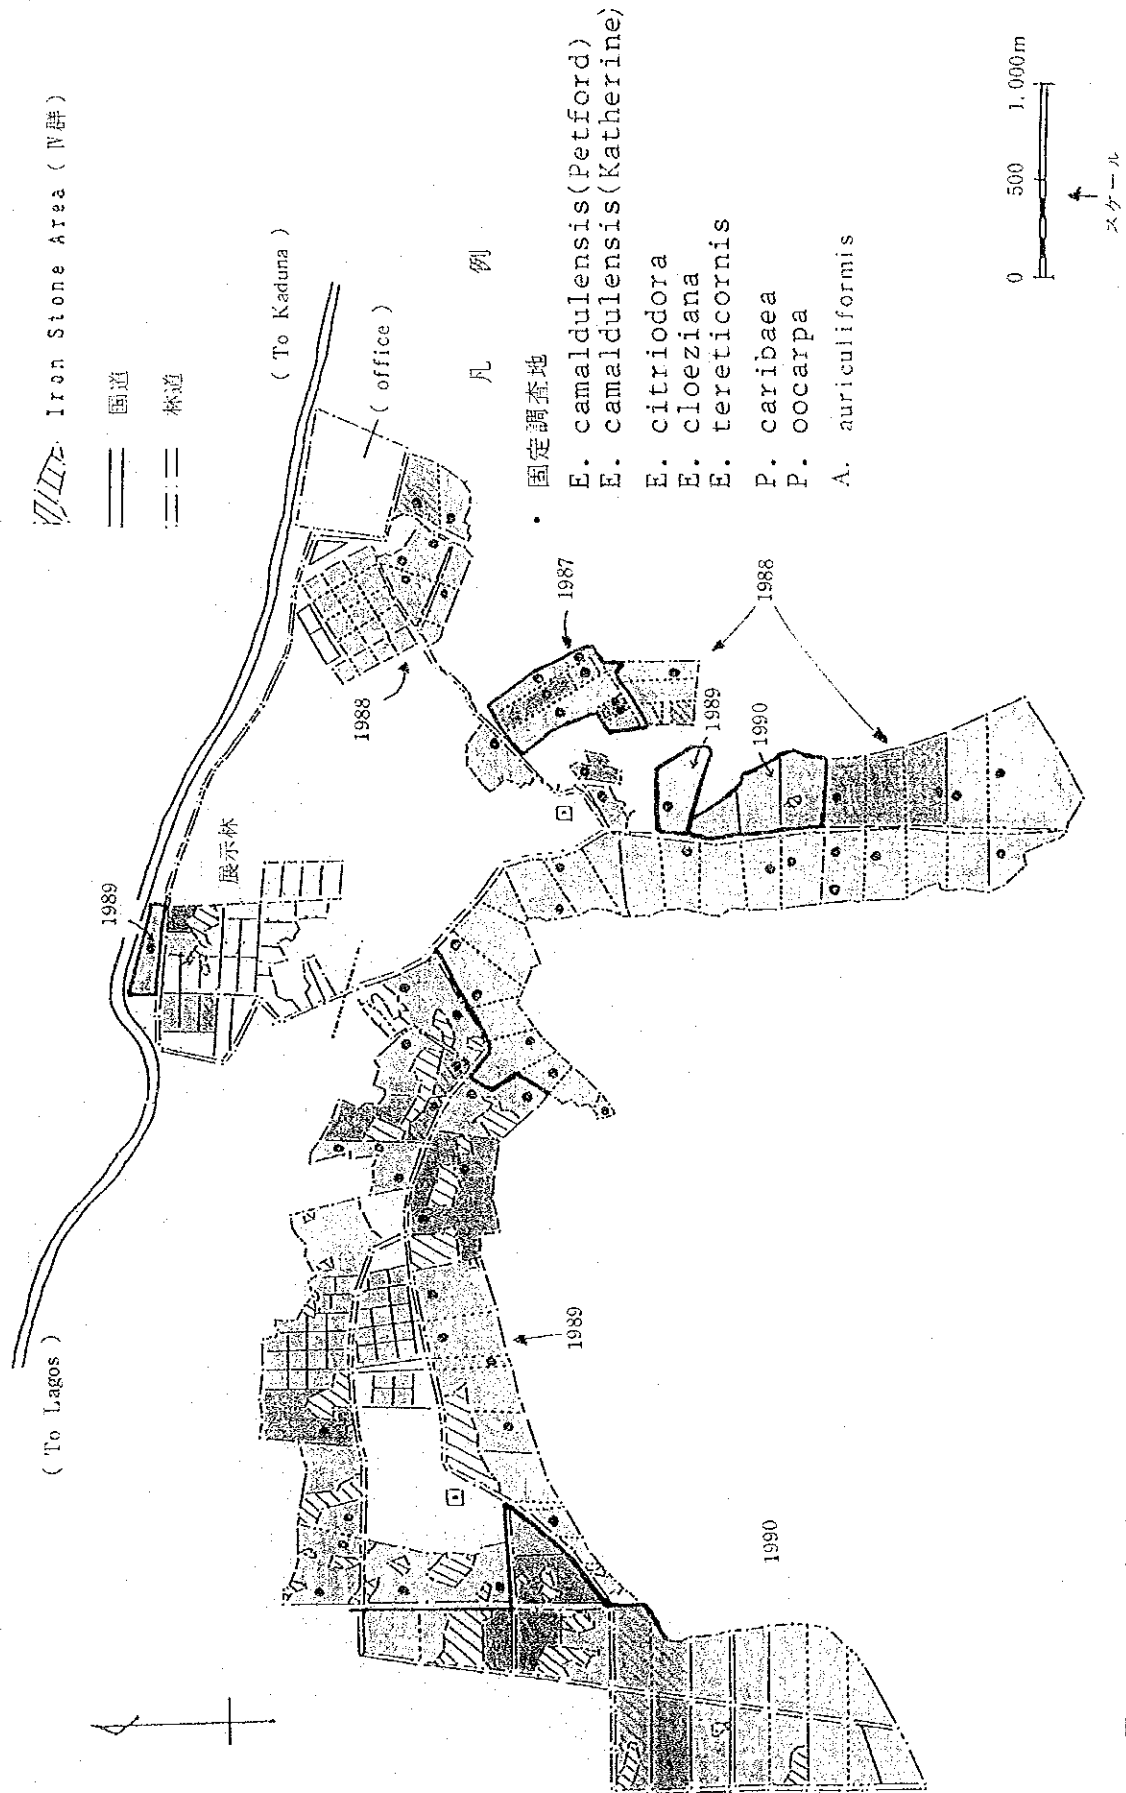 Iron Stone Area (Ⅳ群)
国道
林道
(To Kaduna)
(office)
(To Lagos)
凡例
固定調査地
E. camaldulensis(Petford)
E. camaldulensis(Katherine)
E. citriodora
E. cloeziana
E. tereticornis
P. caribaea
P. oocarpa
A. auriculiformis
展示林
1989
1988
1987
1988
1989
1990
1989
1990
0 500 1,000m
スケール